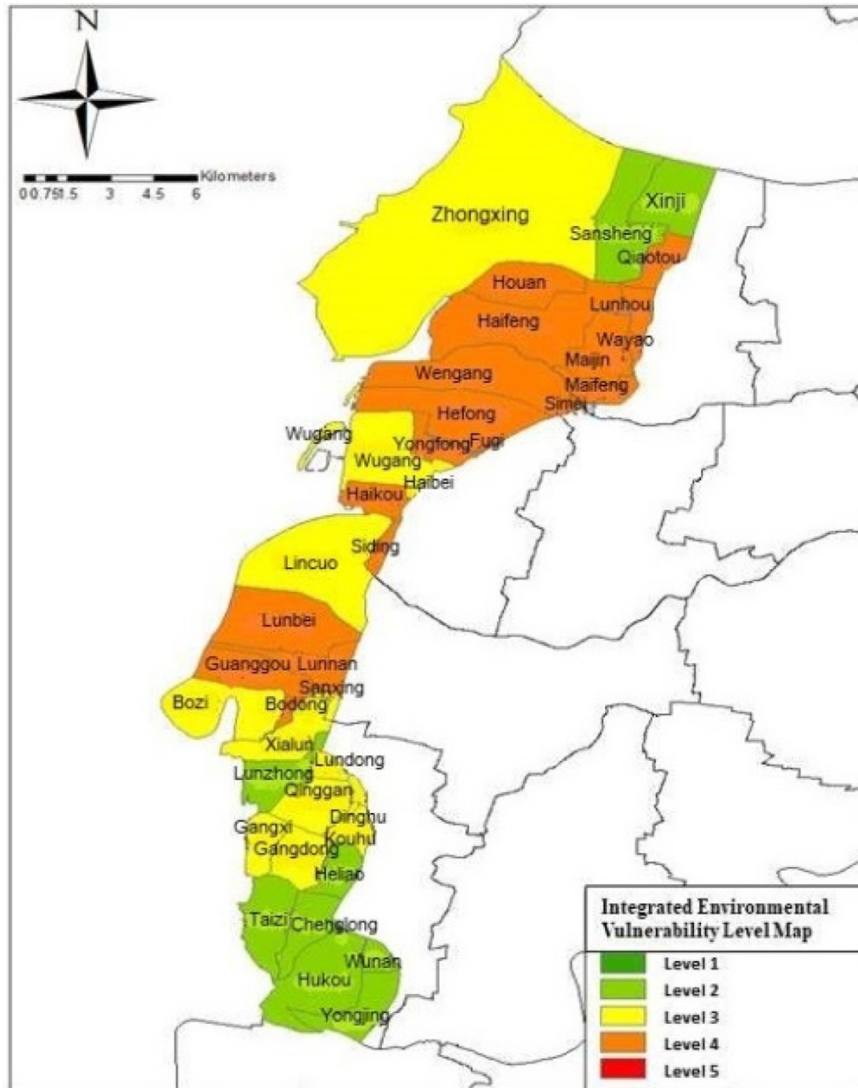 N
Kilometers
0 0.75 1.5 3 4.5 6
Zhongxing
Xinji
Sansheng
Qiaotou
Houan
Lunhou
Haifeng
Wayao
Maijin
Wengang
Maifeng
Simei
Hefong
Wugang
Yongfong
Fugi
Wugang
Haibei
Haikou
Siding
Lincuo
Lunbei
Guanggou
Lunnan
Sanxing
Bozi
Bodong
Xialun
Lundong
Lunzhong
Qinggan
Dinghu
Gangxi
Kouhu
Gangdong
Heliao
Taizi
Chenglong
Wunan
Hukou
Yongjing
Integrated Environmental
Vulnerability Level Map
Level 1
Level 2
Level 3
Level 4
Level 5